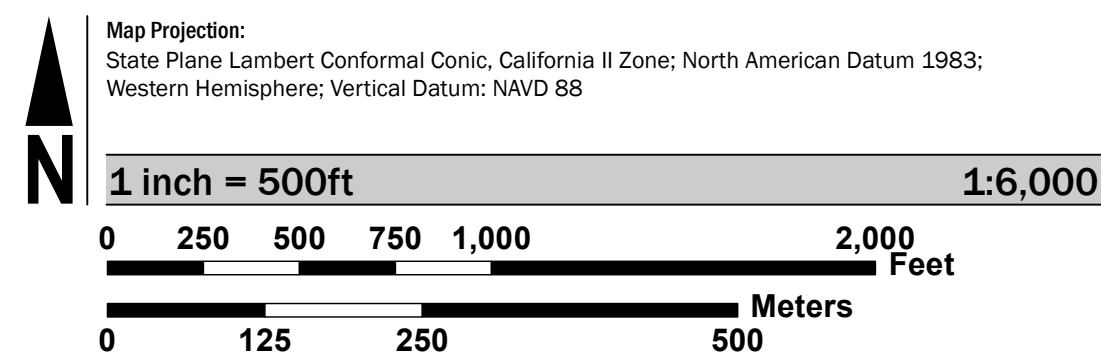 Map Projection:
State Plane Lambert Conformal Conic, California II Zone; North American Datum 1983;
Western Hemisphere; Vertical Datum: NAVD 88
N
1 inch = 500ft 1:6,000
0 250 500 750 1,000 2,000
Feet
Meters
0 125 250 500